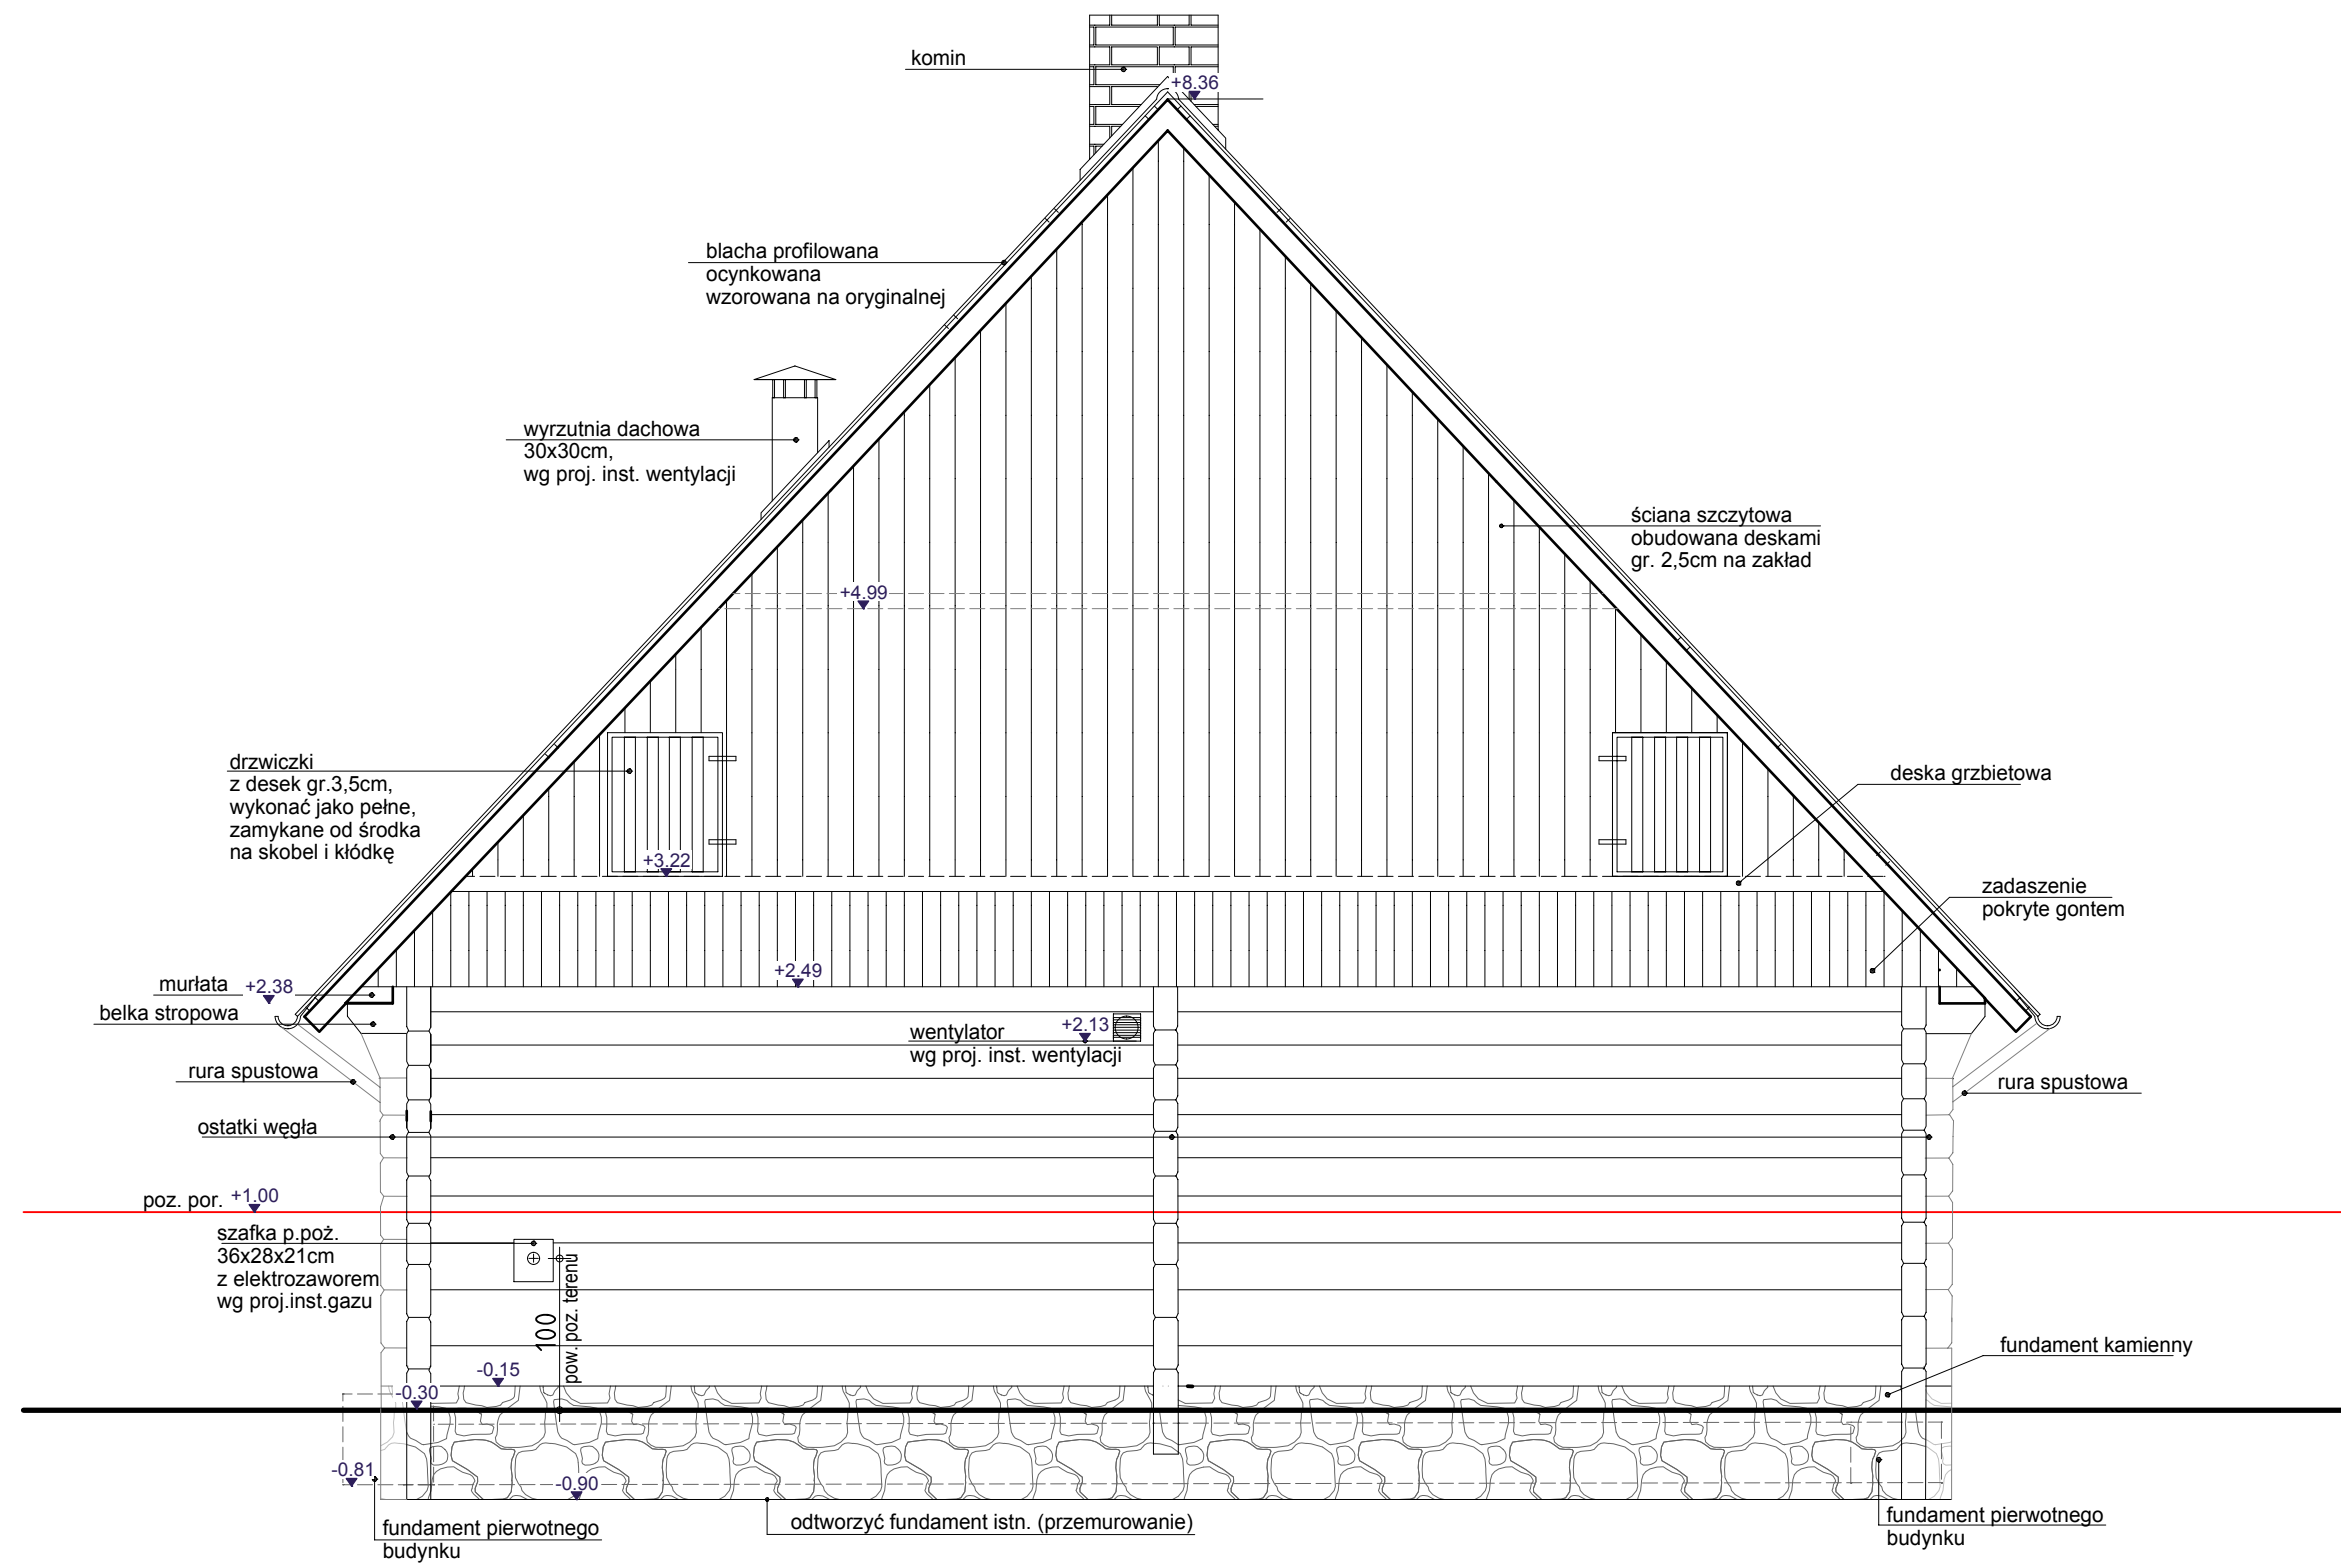 komin
+8.36
blacha profilowana
ocynkowana
wzorowana na oryginalnej
wyrzutnia dachowa
30x30cm,
wg proj. inst. wentylacji
ściana szczytowa
obudowana deskami
gr. 2,5cm na zakład
+4.99
drzwiczki
z desek gr.3,5cm,
wykonać jako pełne,
zamykane od środka
na skobel i kłódkę
+3.22
deska grzbietowa
zadaszenie
pokryte gontem
+2.49
murłata +2.38
belka stropowa
wentylator +2.13
wg proj. inst. wentylacji
rura spustowa
rura spustowa
ostatki węgła
poz. por. +1.00
szafka p.poż.
36x28x21cm
z elektrozaworem
wg proj.inst.gazu
100
pow. poz. terenu
fundament kamienny
-0.15
-0.30
-0.81
-0.90
fundament pierwotnego
budynku
odtworzyć fundament istn. (przemurowanie)
fundament pierwotnego
budynku